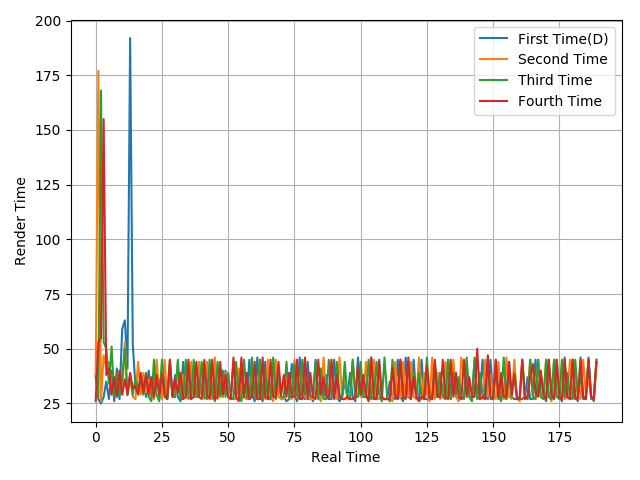 200
175
150
125
100
75
50
25
Render Time
First Time(D)
Second Time
Third Time
Fourth Time
0 25 50 75 100 125 150 175
Real Time